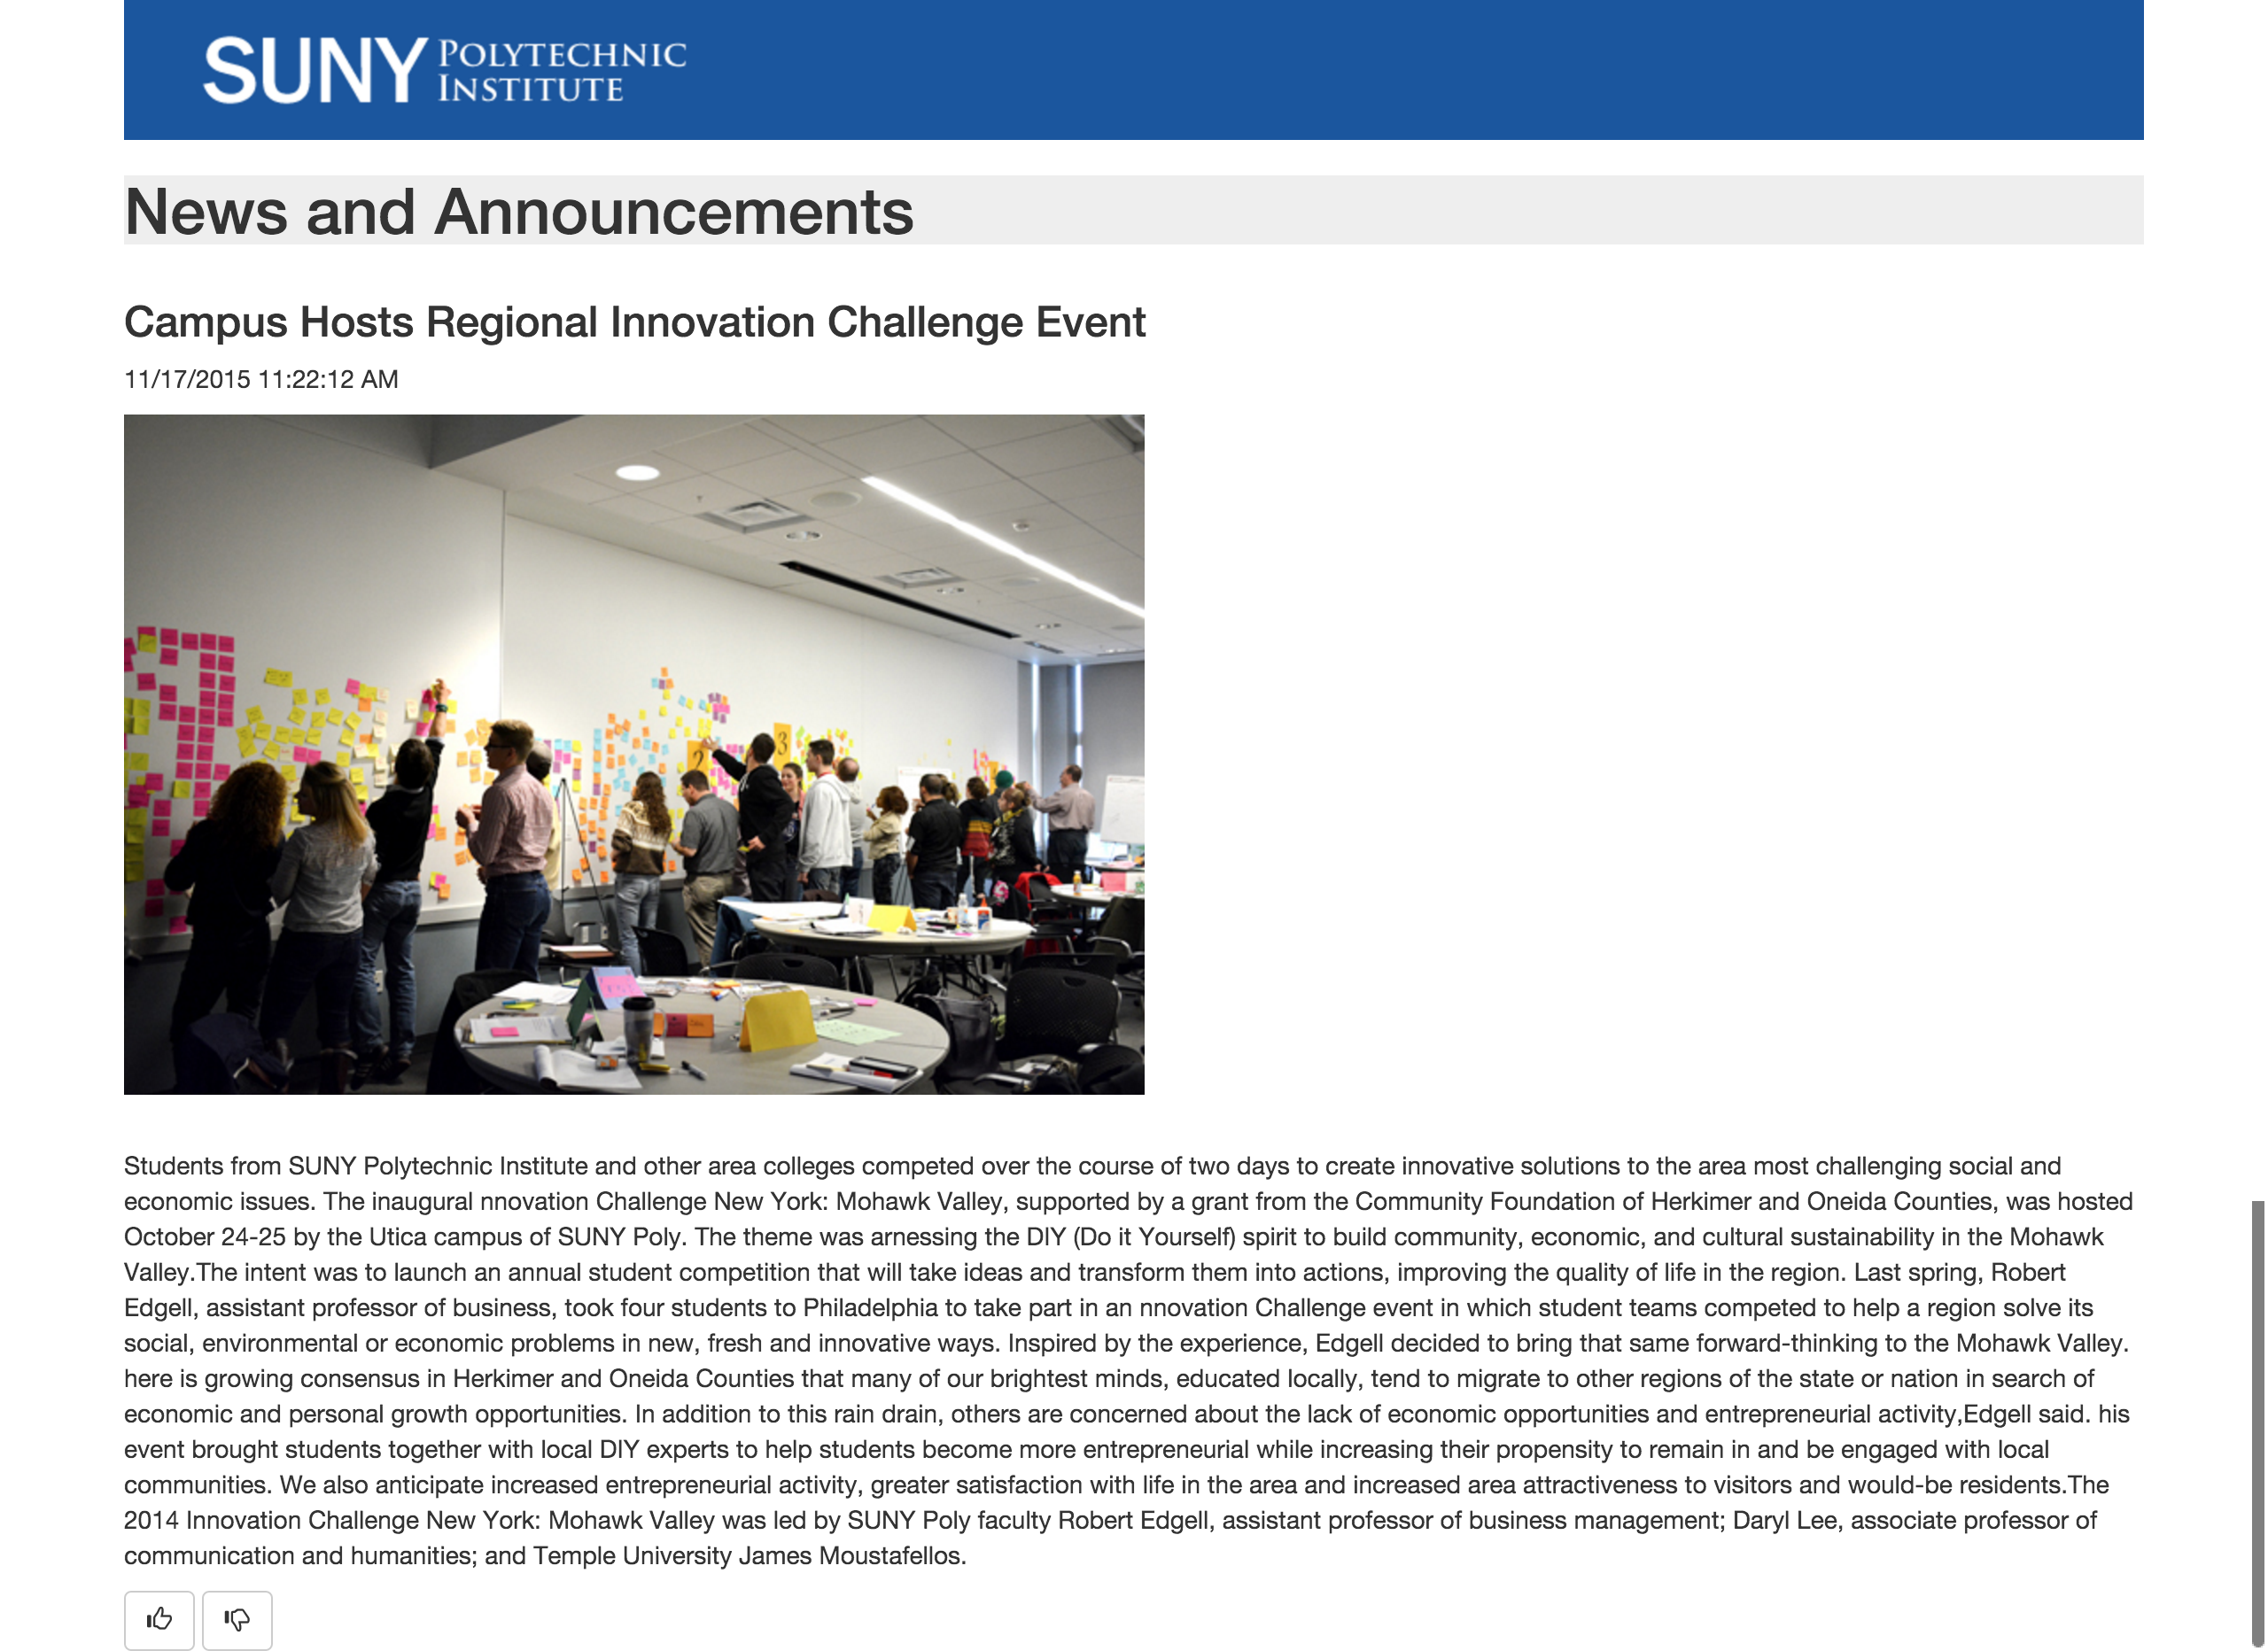 SUNY POLYTECHNIC
INSTITUTE
News and Announcements
Campus Hosts Regional Innovation Challenge Event
11/17/2015 11:22:12 AM
2
3
Students from SUNY Polytechnic Institute and other area colleges competed over the course of two days to create innovative solutions to the area most challenging social and
economic issues. The inaugural nnovation Challenge New York: Mohawk Valley, supported by a grant from the Community Foundation of Herkimer and Oneida Counties, was hosted
October 24-25 by the Utica campus of SUNY Poly. The theme was arnessing the DIY (Do it Yourself) spirit to build community, economic, and cultural sustainability in the Mohawk
Valley.The intent was to launch an annual student competition that will take ideas and transform them into actions, improving the quality of life in the region. Last spring, Robert
Edgell, assistant professor of business, took four students to Philadelphia to take part in an nnovation Challenge event in which student teams competed to help a region solve its
social, environmental or economic problems in new, fresh and innovative ways. Inspired by the experience, Edgell decided to bring that same forward-thinking to the Mohawk Valley.
here is growing consensus in Herkimer and Oneida Counties that many of our brightest minds, educated locally, tend to migrate to other regions of the state or nation in search of
economic and personal growth opportunities. In addition to this rain drain, others are concerned about the lack of economic opportunities and entrepreneurial activity,Edgell said. his
event brought students together with local DIY experts to help students become more entrepreneurial while increasing their propensity to remain in and be engaged with local
communities. We also anticipate increased entrepreneurial activity, greater satisfaction with life in the area and increased area attractiveness to visitors and would-be residents.The
2014 Innovation Challenge New York: Mohawk Valley was led by SUNY Poly faculty Robert Edgell, assistant professor of business management; Daryl Lee, associate professor of
communication and humanities; and Temple University James Moustafellos.